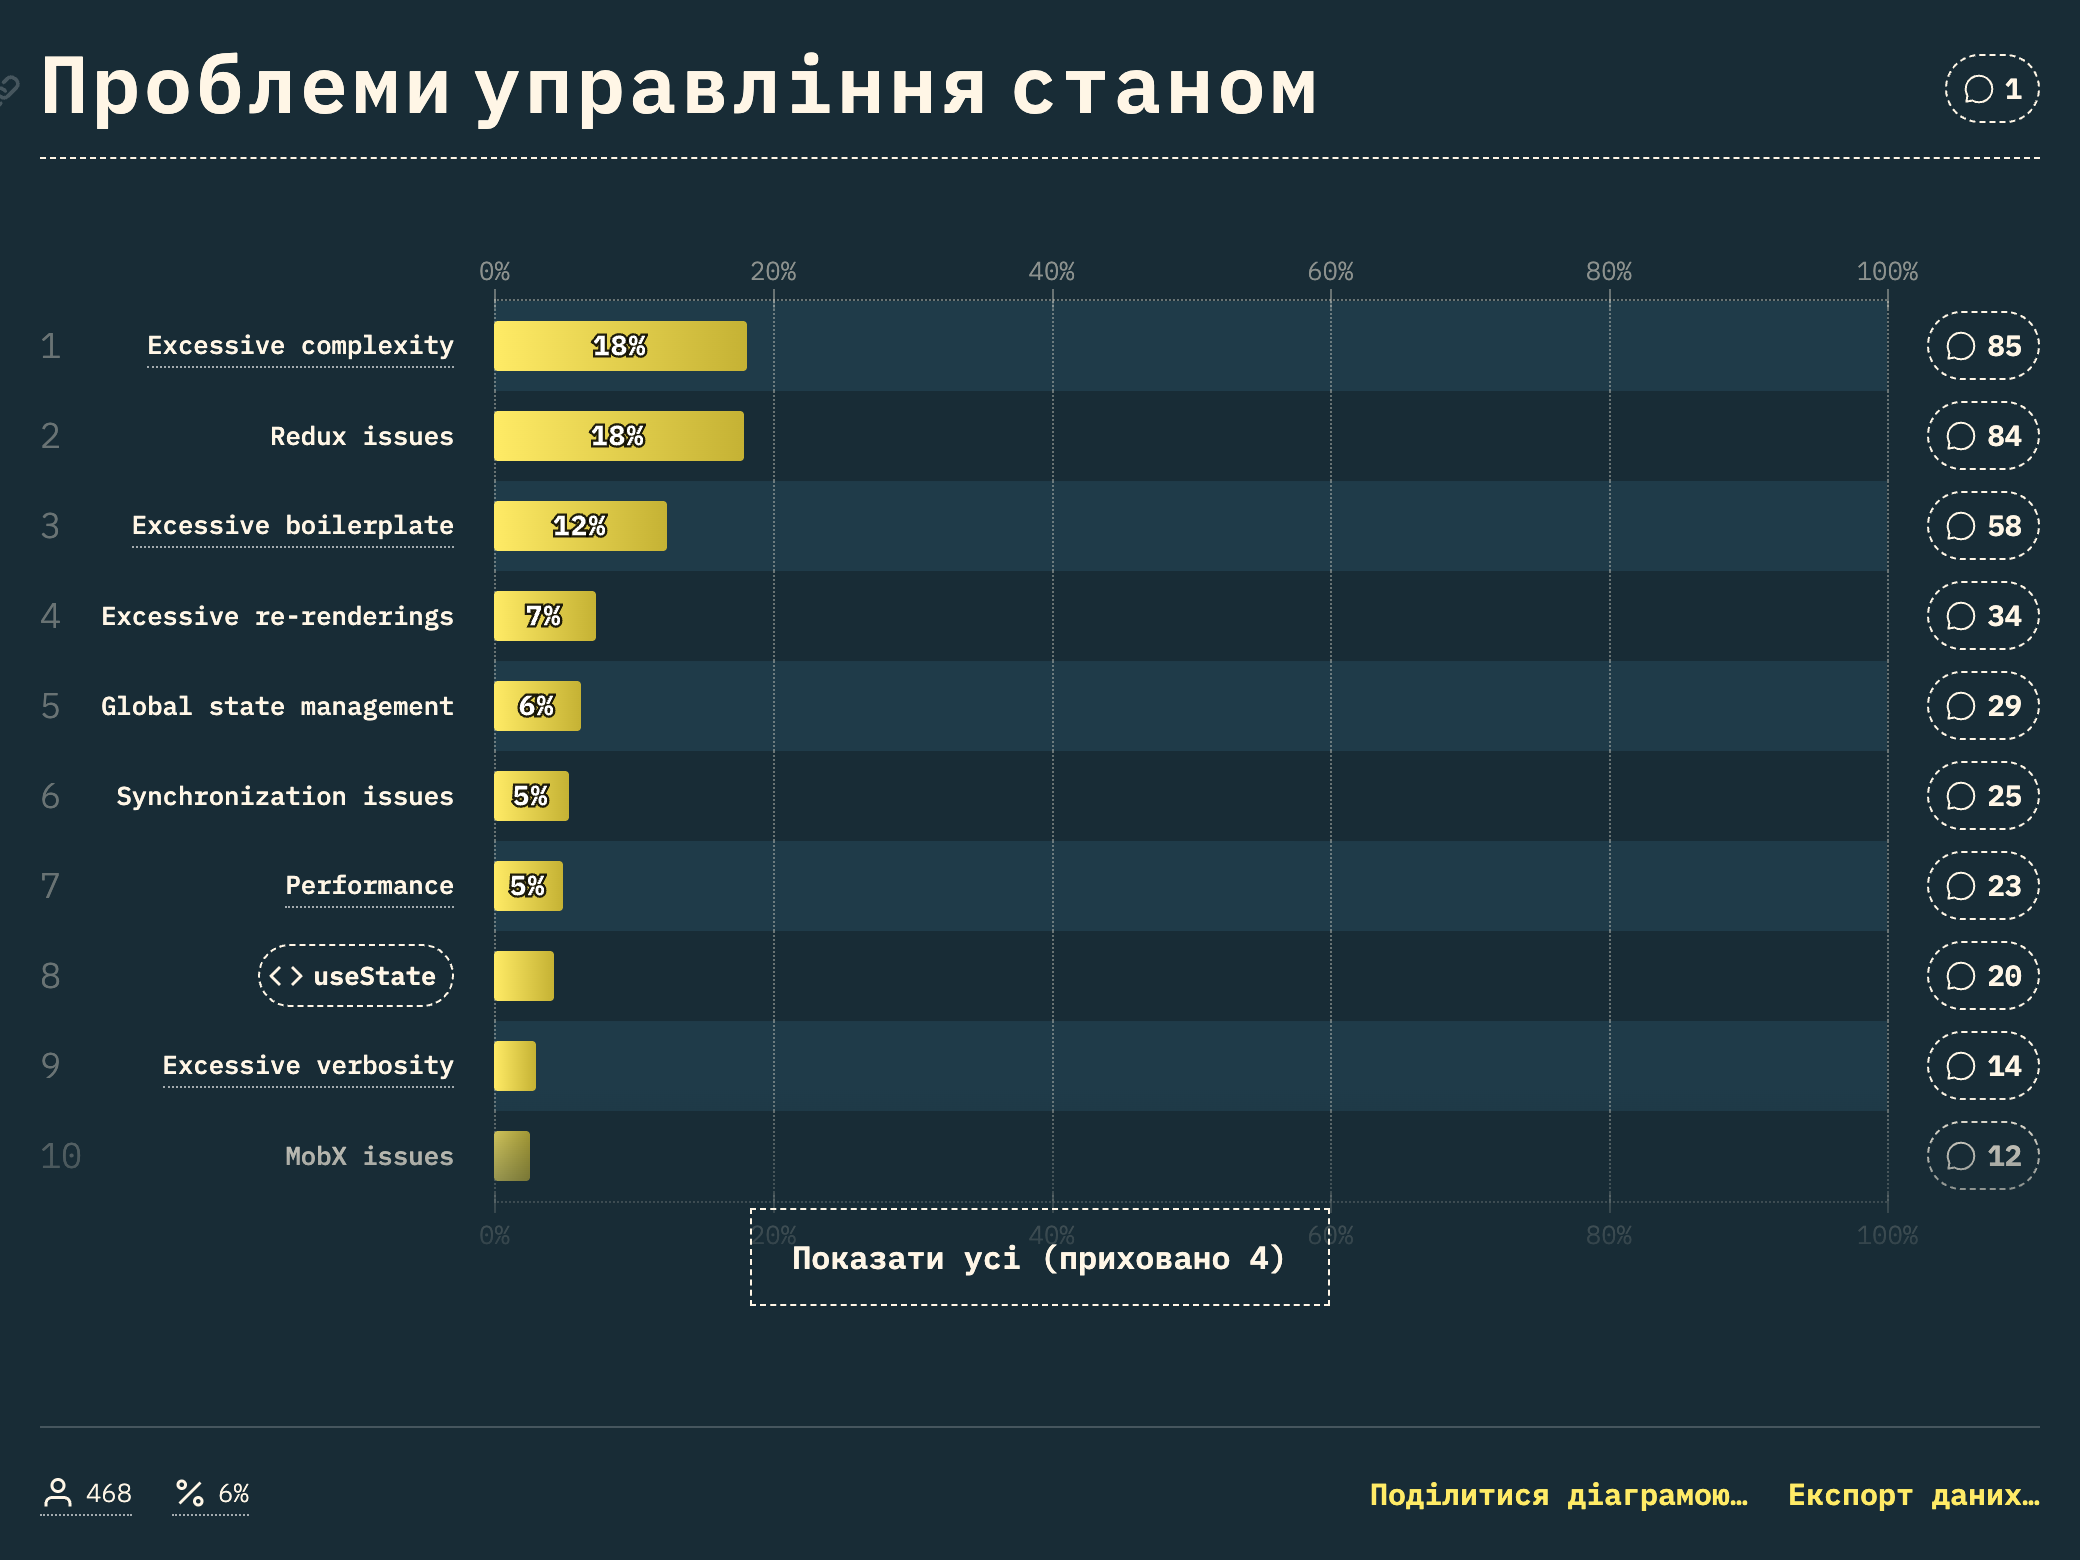 Проблеми управління станом
1
0% 20% 40% 60% 80% 100%
1 Excessive complexity 18% 85
2 Redux issues 18% 84
3 Excessive boilerplate 12% 58
4 Excessive re-renderings 7% 34
5 Global state management 6% 29
6 Synchronization issues 5% 25
7 Performance 5% 23
8 <> useState 20
9 Excessive verbosity 14
10 MobX issues 12
0% 20% 40% 60% 80% 100%
Показати усі (приховано 4)
468 % 6% Поділитися діаграмою… Експорт даних…